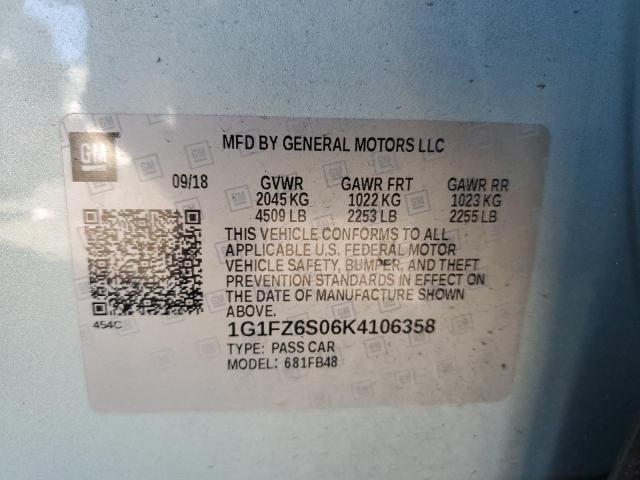 GM
MFD BY GENERAL MOTORS LLC
09/18 GVWR GAWR FRT GAWR RR
2045 KG 1022 KG 1023 KG
4509 LB 2253 LB 2255 LB
THIS VEHICLE CONFORMS TO ALL
APPLICABLE U.S. FEDERAL MOTOR
VEHICLE SAFETY, BUMPER, AND THEFT
PREVENTION STANDARDS IN EFFECT ON
THE DATE OF MANUFACTURE SHOWN
ABOVE.
454C
1G1FZ6S06K4106358
TYPE: PASS CAR
MODEL: 681FB48